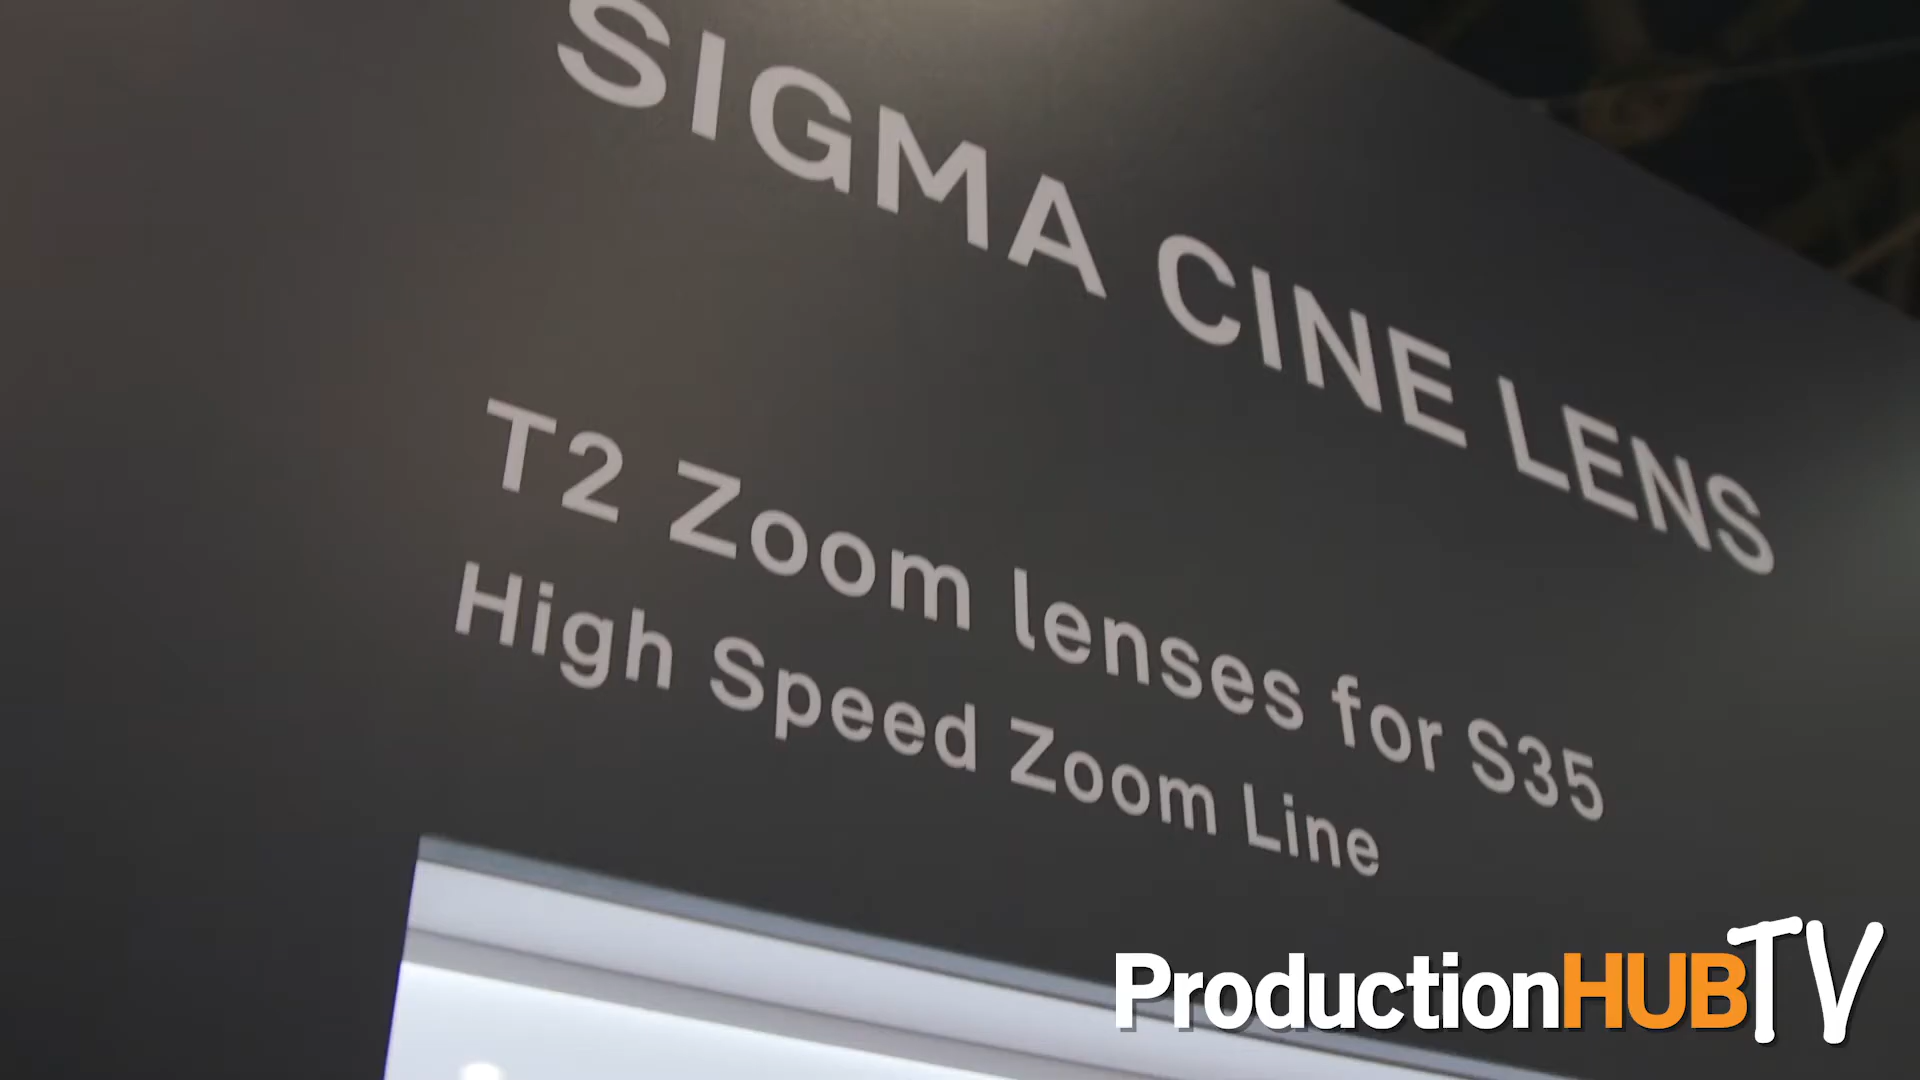 SIGMA CINE LENS
T2 Zoom lenses for S35
High Speed Zoom Line
ProductionHUBTV